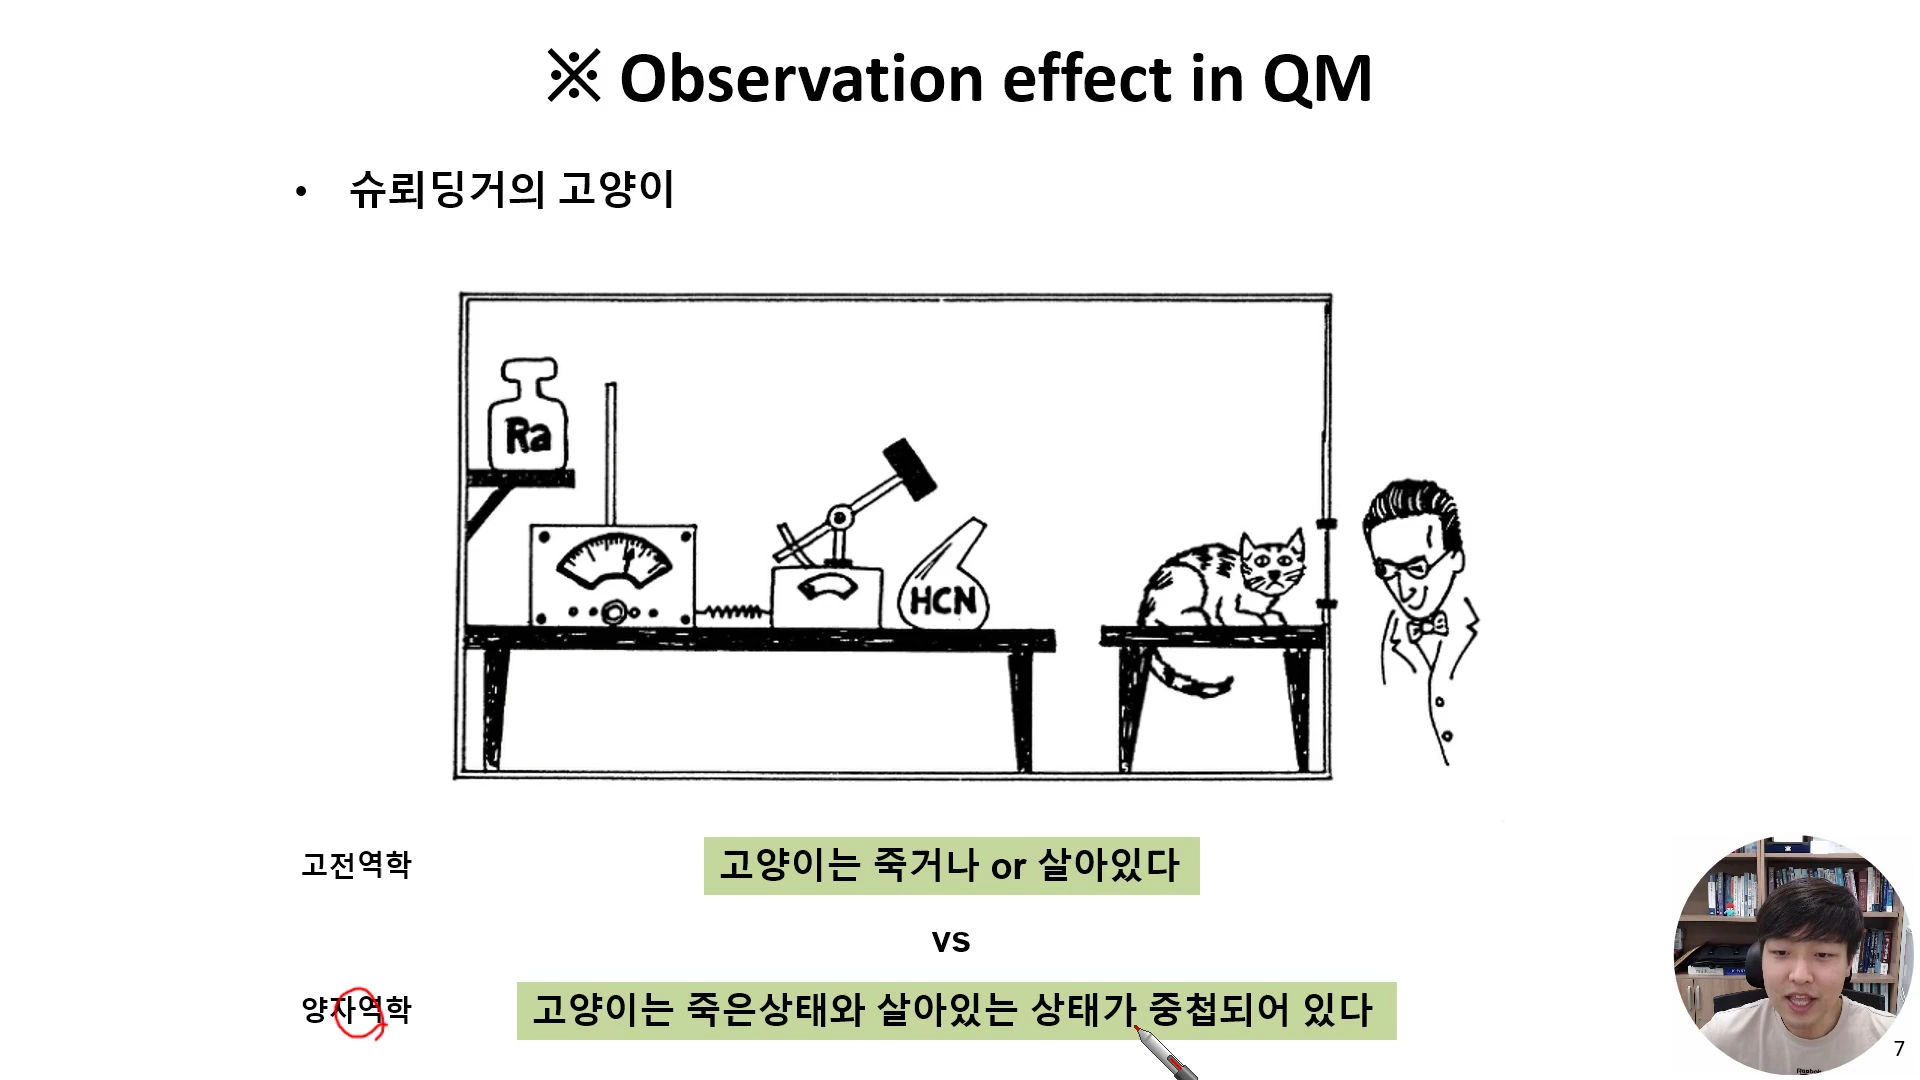 ※ Observation effect in QM
• 슈뢰딩거의 고양이
Ra
HCN
고전역학
고양이는 죽거나 or 살아있다
vs
양자역학
고양이는 죽은상태와 살아있는 상태가 중첩되어 있다
Reebok
7